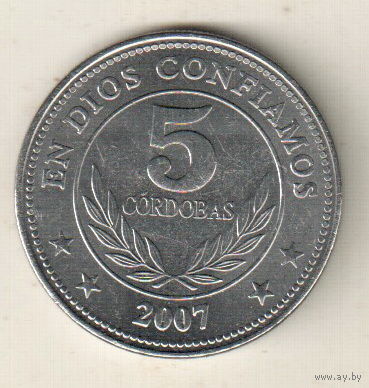 EN DIOS CONFIAMOS
5
CÓRDOBAS
2007
www.ay.by